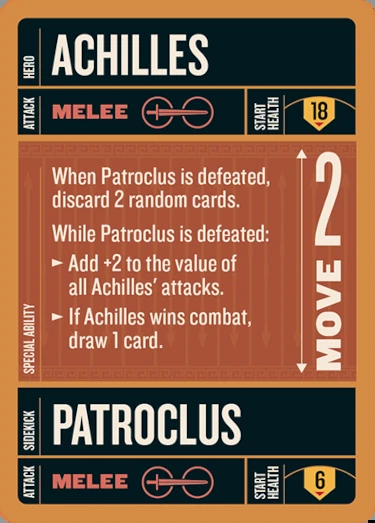 HERO
ACHILLES
ATTACK
MELEE
START
HEALTH
18
When Patroclus is defeated,
discard 2 random cards.
While Patroclus is defeated:
► Add +2 to the value of
all Achilles' attacks.
► If Achilles wins combat,
draw 1 card.
SPECIAL ABILITY
MOVE 2
SIDEKICK
PATROCLUS
ATTACK
MELEE
START
HEALTH
6